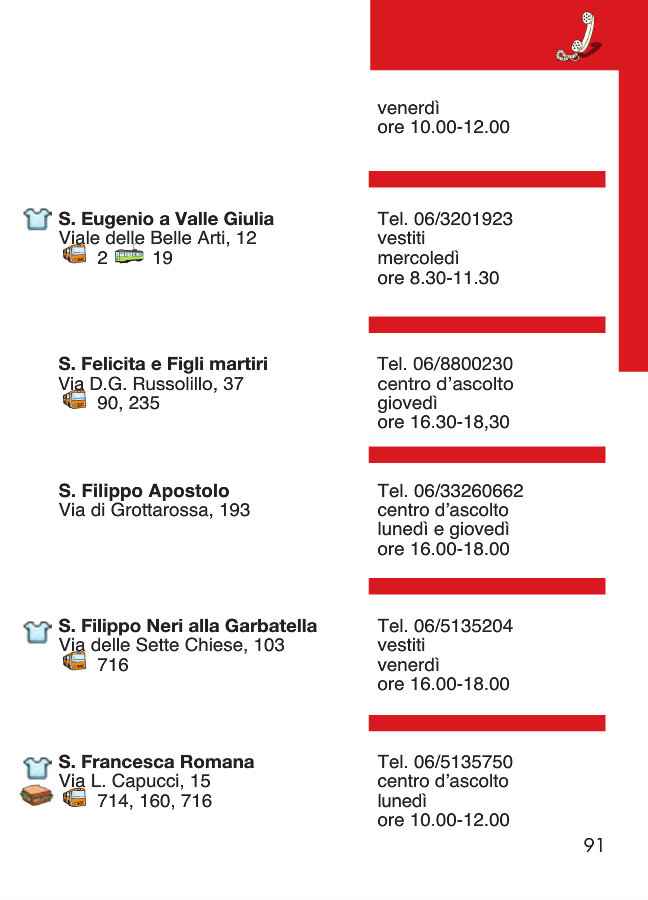 venerdì
ore 10.00-12.00
S. Eugenio a Valle Giulia
Viale delle Belle Arti, 12
2 19
Tel. 06/3201923
vestiti
mercoledì
ore 8.30-11.30
S. Felicita e Figli martiri
Via D.G. Russolillo, 37
90, 235
Tel. 06/8800230
centro d’ascolto
giovedì
ore 16.30-18,30
S. Filippo Apostolo
Via di Grottarossa, 193
Tel. 06/33260662
centro d’ascolto
lunedì e giovedì
ore 16.00-18.00
S. Filippo Neri alla Garbatella
Via delle Sette Chiese, 103
716
Tel. 06/5135204
vestiti
venerdì
ore 16.00-18.00
S. Francesca Romana
Via L. Capucci, 15
714, 160, 716
Tel. 06/5135750
centro d’ascolto
lunedì
ore 10.00-12.00
91